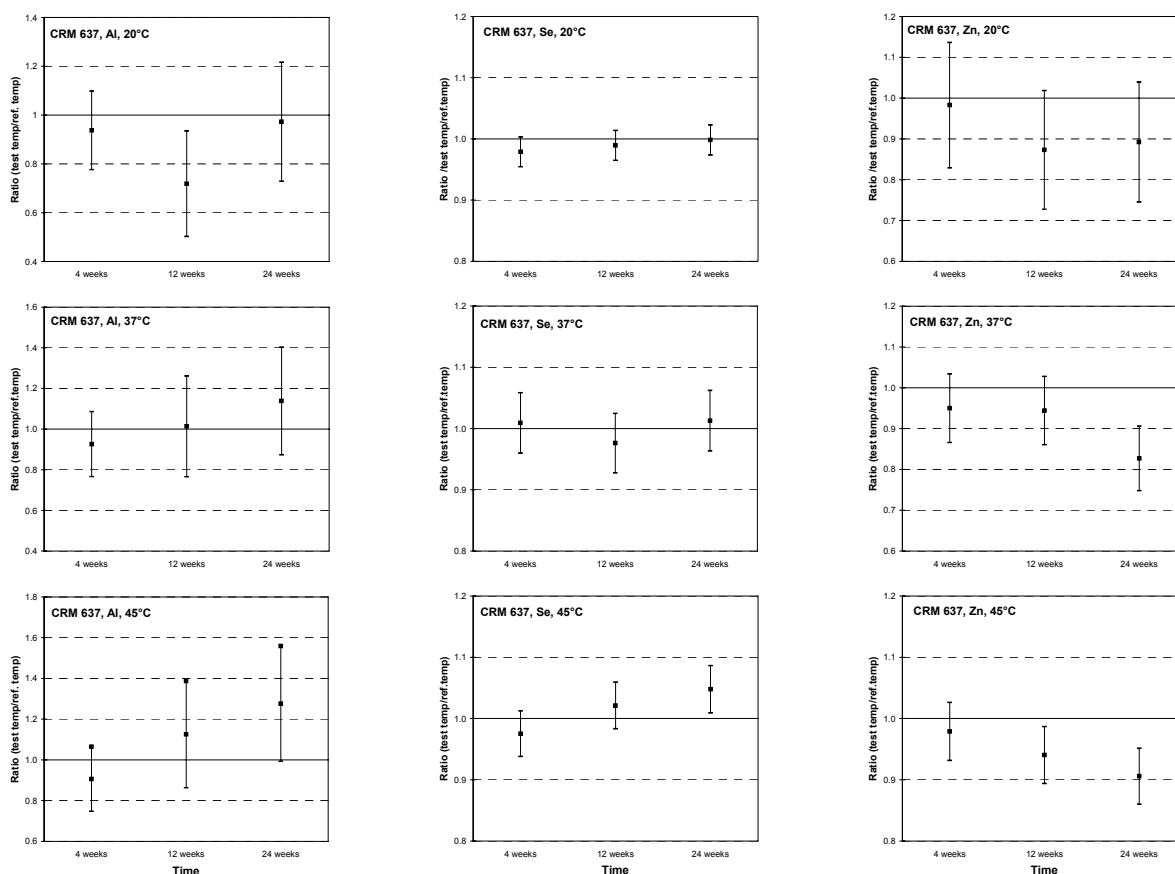 CRM 637, Al, 20°C
Ratio (test temp/ref.temp)
1.4
1.2
1
0.8
0.6
0.4
4 weeks 12 weeks 24 weeks
CRM 637, Se, 20°C
Ratio /test temp/ref.temp)
1.2
1.1
1.0
0.9
0.8
4 weeks 12 weeks 24 weeks
CRM 637, Zn, 20°C
Ratio /test temp/ref.temp)
1.2
1.1
1.0
0.9
0.8
0.7
0.6
4 weeks 12 weeks 24 weeks
CRM 637, Al, 37°C
Ratio (test temp/ref.temp)
1.6
1.4
1.2
1.0
0.8
0.6
0.4
4 weeks 12 weeks 24 weeks
CRM 637, Se, 37°C
Ratio (test temp/ref.temp)
1.2
1.1
1.0
0.9
0.8
4 weeks 12 weeks 24 weeks
CRM 637, Zn, 37°C
Ratio (test temp/ref.temp)
1.2
1.1
1.0
0.9
0.8
0.7
0.6
4 weeks 12 weeks 24 weeks
CRM 637, Al, 45°C
Ratio (test temp/ref.temp)
1.8
1.6
1.4
1.2
1.0
0.8
0.6
4 weeks 12 weeks 24 weeks
Time
CRM 637, Se, 45°C
Ratio (test temp/ref.temp)
1.2
1.1
1.0
0.9
0.8
4 weeks 12 weeks 24 weeks
Time
CRM 637, Zn, 45°C
Ratio (test temp/ref.temp)
1.2
1.1
1.0
0.9
0.8
4 weeks 12 weeks 24 weeks
Time